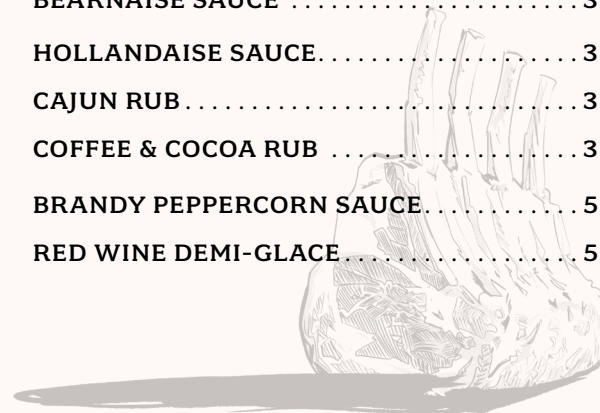 BEARNAISE SAUCE . . . . . . . . . . . . . . . . . . . . . . . . . . 3
HOLLANDAISE SAUCE. . . . . . . . . . . . . . . . . . . . . . . . 3
CAJUN RUB . . . . . . . . . . . . . . . . . . . . . . . . . . . . . . . . . . . . 3
COFFEE & COCOA RUB . . . . . . . . . . . . . . . . . . . . . . . 3
BRANDY PEPPERCORN SAUCE. . . . . . . . . . . . . . 5
RED WINE DEMI-GLACE. . . . . . . . . . . . . . . . . . . . . . 5